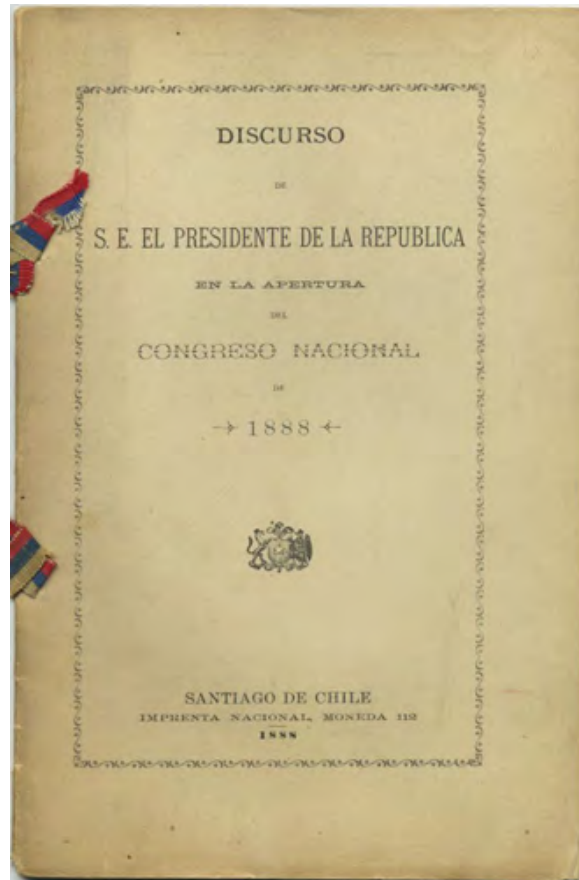 DISCURSO
DE
S. E. EL PRESIDENTE DE LA REPUBLICA
EN LA APERTURA
DEL
CONGRESO NACIONAL
DE
1888
SANTIAGO DE CHILE
IMPRENTA NACIONAL, MONEDA 112
1888